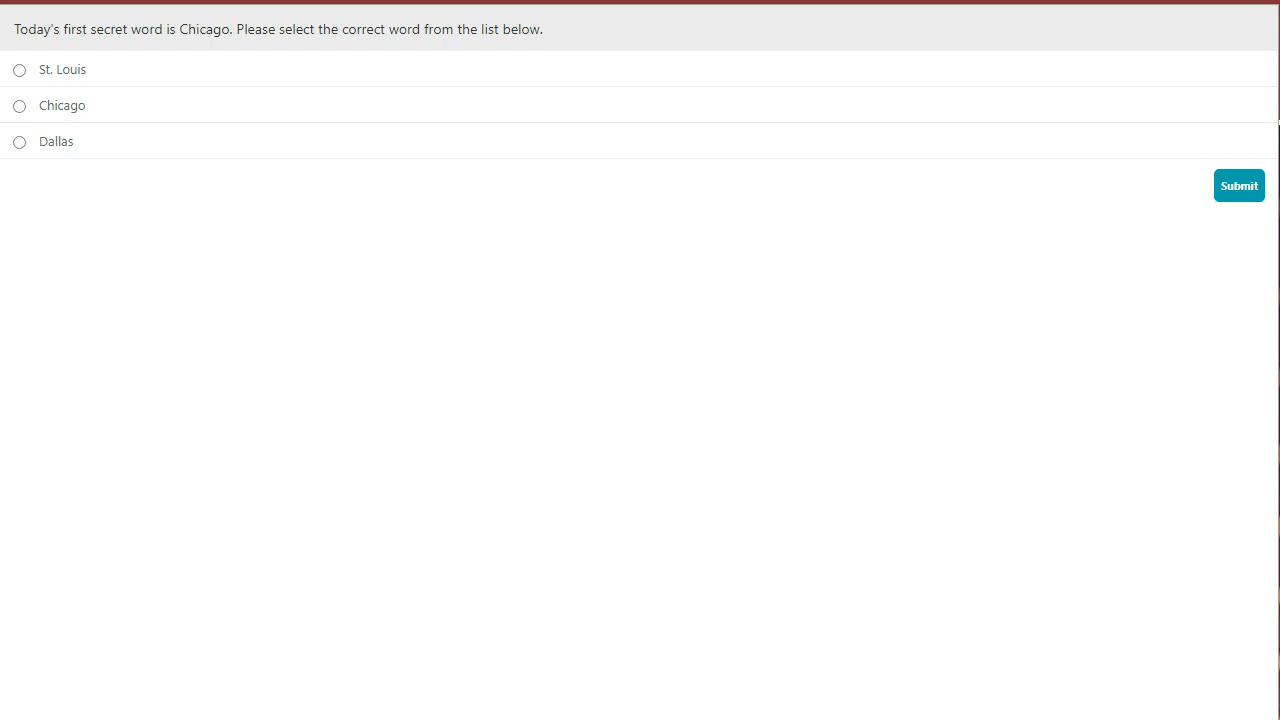 Today's first secret word is Chicago. Please select the correct word from the list below.
St. Louis
Chicago
Dallas
Submit